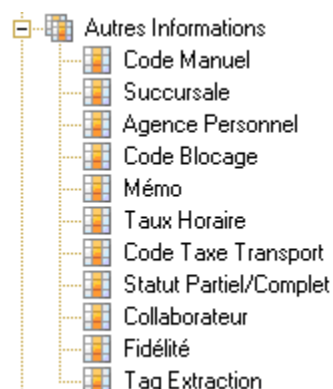 Autres Informations
Code Manuel
Succursale
Agence Personnel
Code Blocage
Mémo
Taux Horaire
Code Taxe Transport
Statut Partiel/Complet
Collaborateur
Fidélité
Tag Extraction